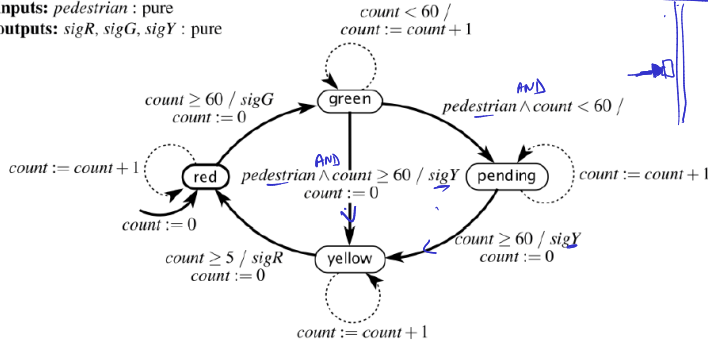 inputs: pedestrian : pure
outputs: sigR, sigG, sigY : pure
count < 60 /
count := count + 1
green
count ≥ 60 / sigG
count := 0
AND
pedestrian ∧ count < 60 /
count := count + 1
red
AND
pedestrian ∧ count ≥ 60 / sigY
count := 0
pending
count := count + 1
count := 0
count ≥ 5 / sigR
count := 0
yellow
count ≥ 60 / sigY
count := 0
count := count + 1